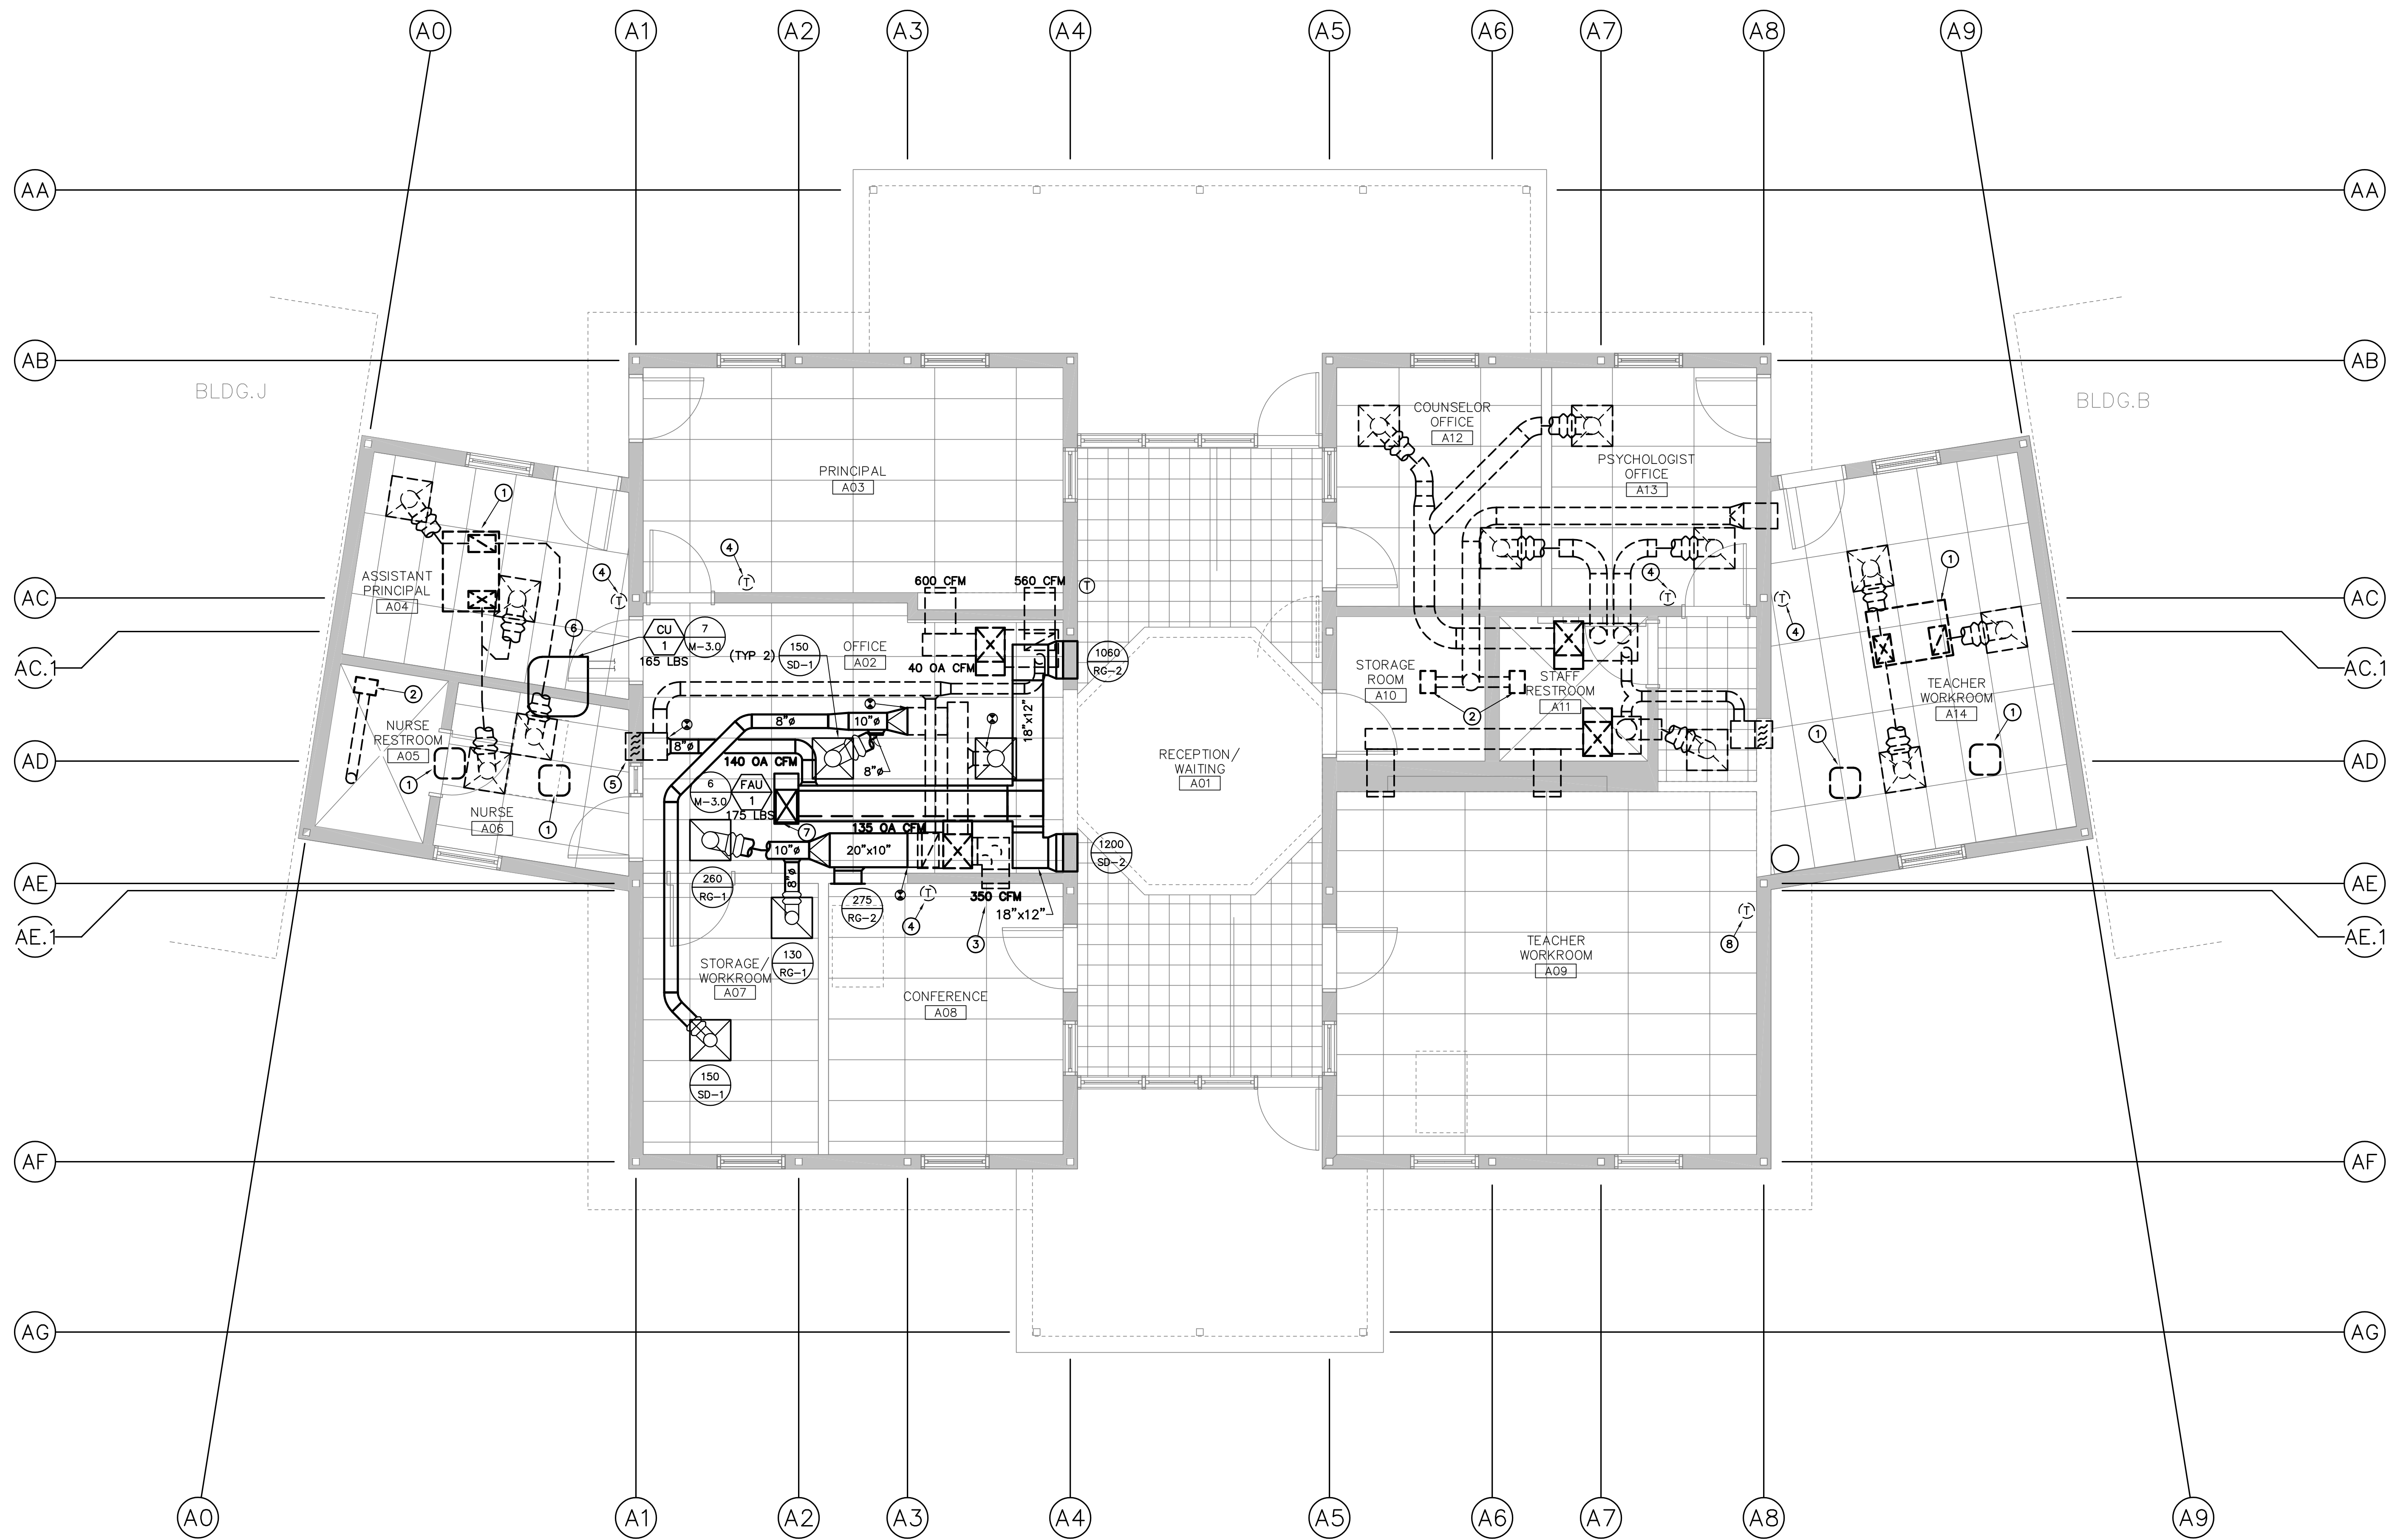 A0
A1
A2
A3
A4
A5
A6
A7
A8
A9
AA
AA
AB
AB
BLDG.J
BLDG.B
COUNSELOR
OFFICE
A12
PSYCHOLOGIST
OFFICE
A13
PRINCIPAL
A03
1
4
4
ASSISTANT
PRINCIPAL
A04
600 CFM
560 CFM
T
T
T
4
T
T
4
1
AC
AC
6
CU
1
165 LBS
7
M-3.0
(TYP 2)
150
SD-1
OFFICE
A02
40 OA CFM
1060
RG-2
AC.1
AC.1
STORAGE
ROOM
A10
STAFF
RESTROOM
A11
2
TEACHER
WORKROOM
A14
1
1
2
NURSE
RESTROOM
A05
1
1
NURSE
A06
8"ø
10"ø
18"x12"
8"ø
8"ø
5
140 OA CFM
RECEPTION/
WAITING
A01
AD
AD
6
M-3.0
FAU
1
175 LBS
7
135 OA CFM
10"ø
20"x10"
8"ø
1200
SD-2
AE
AE
260
RG-1
275
RG-2
4
T
350 CFM
18"x12"
3
T
8
AE.1
AE.1
130
RG-1
STORAGE/
WORKROOM
A07
CONFERENCE
A08
TEACHER
WORKROOM
A09
150
SD-1
AF
AF
AG
AG
A0
A1
A2
A3
A4
A5
A6
A7
A8
A9